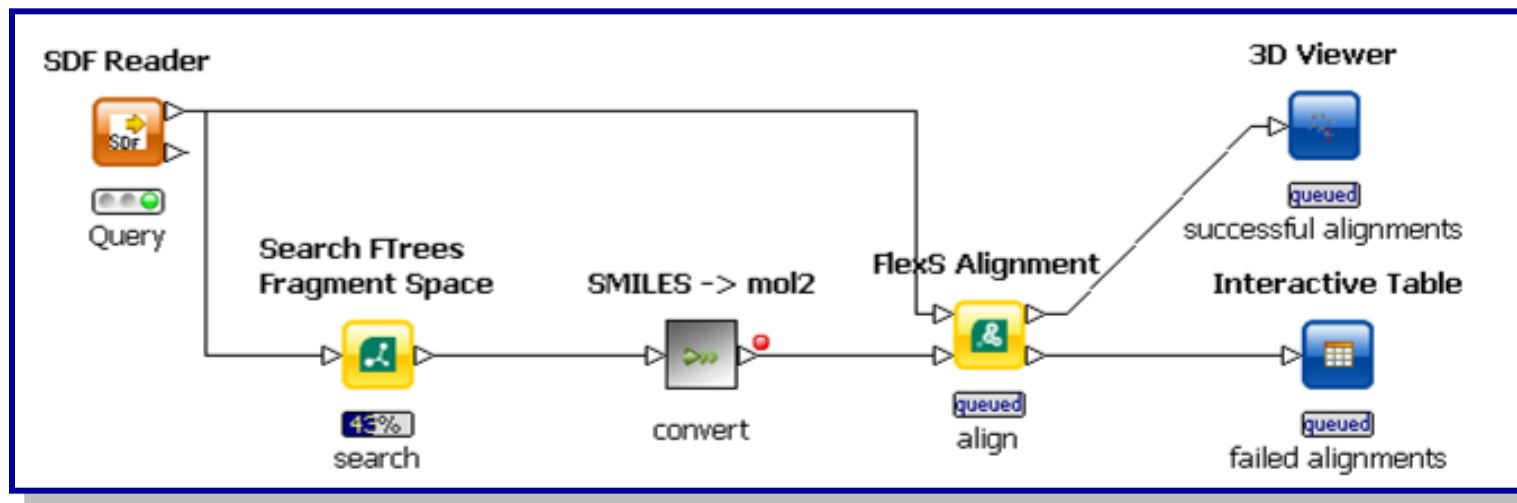 SDF Reader
SDF
Query
Search FTrees
Fragment Space
43%
search
SMILES -> mol2
convert
FlexS Alignment
queued
align
3D Viewer
queued
successful alignments
Interactive Table
queued
failed alignments